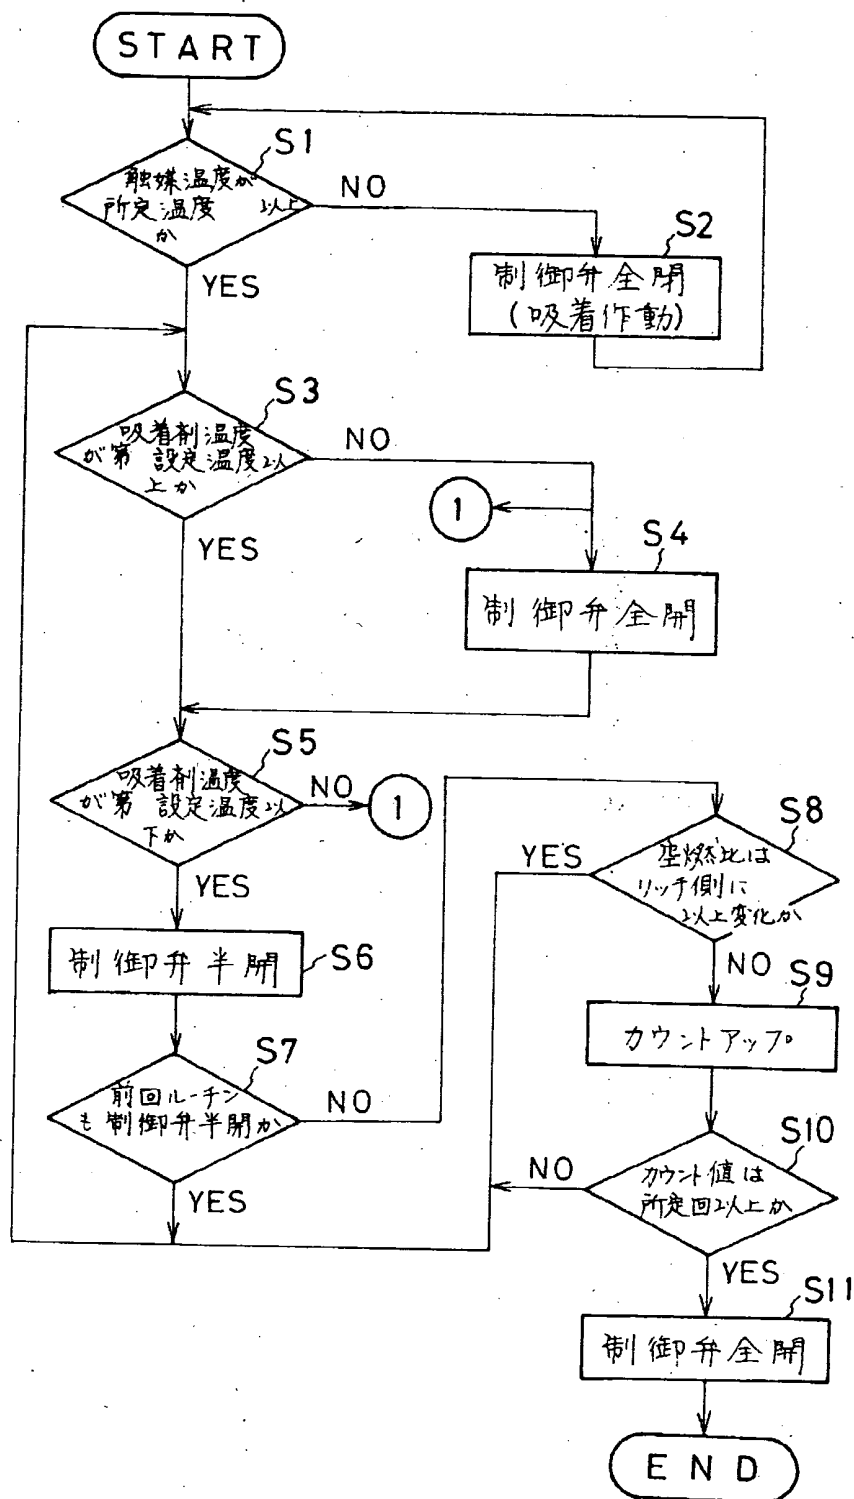 START
S1
触媒温度が
所定温度 以上
か
NO
YES
S2
制御弁全閉
(吸着作動)
S3
吸着剤温度
が第 設定温度以
上か
NO
YES
1
S4
制御弁全開
S5
吸着剤温度
が第 設定温度以
下か
NO
1
YES
S6
制御弁半開
S7
前回ルーチン
も制御弁半開か
NO
YES
S8
空燃比は
リッチ側に
以上変化か
YES
NO
S9
カウントアップ
S10
カウント値は
所定回以上か
NO
YES
S11
制御弁全開
END